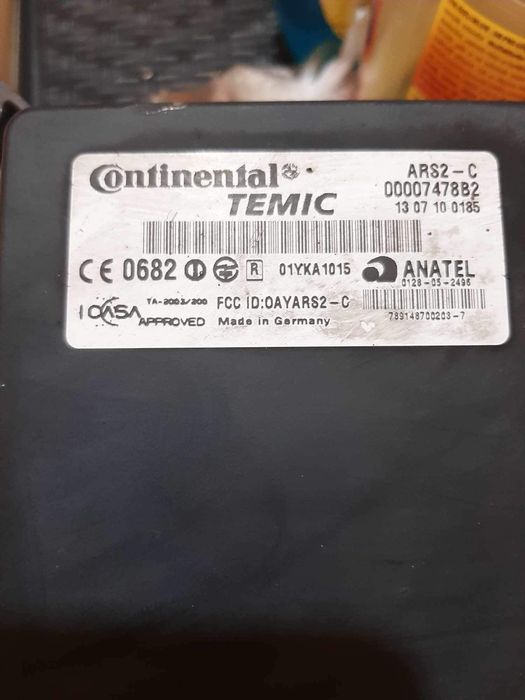 Continental
TEMIC
ARS2-C
00007478B2
13 07 10 0185
CE 0682
R
01YKA1015
ANATEL
0128-05-2496
ICASA
TA-2003/200
APPROVED
FCC ID:OAYARS2-C
Made in Germany
789148700203-7